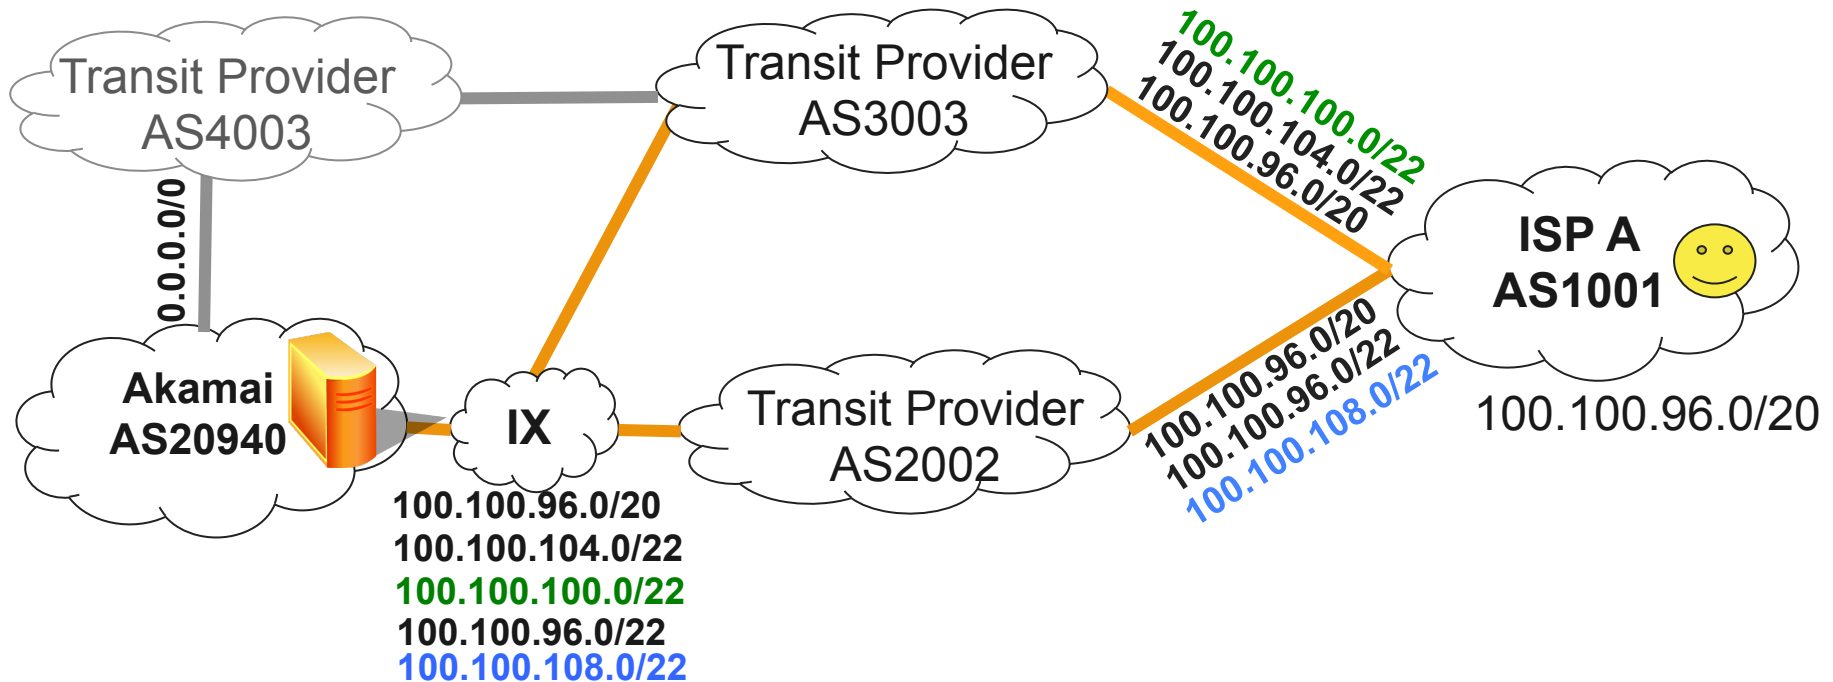 Transit Provider
AS4003
Transit Provider
AS3003
100.100.100.0/22
100.100.104.0/22
100.100.96.0/20
0.0.0.0/0
ISP A
AS1001
100.100.96.0/20
Akamai
AS20940
IX
Transit Provider
AS2002
100.100.96.0/20
100.100.96.0/22
100.100.108.0/22
100.100.96.0/20
100.100.104.0/22
100.100.100.0/22
100.100.96.0/22
100.100.108.0/22